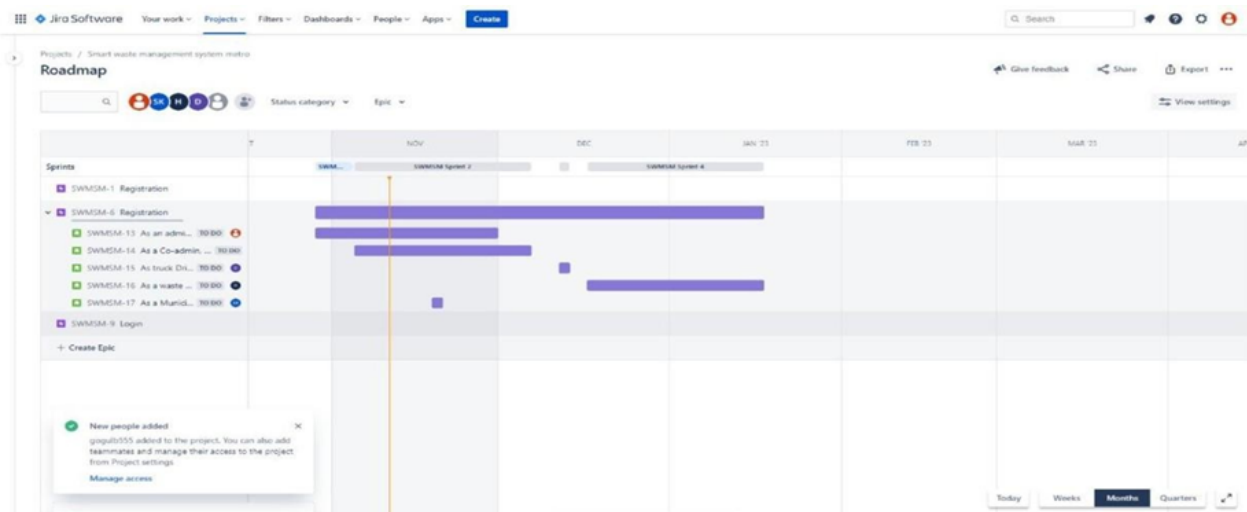 Jira Software Your work Projects Filters Dashboards People Apps Create Search
Projects / Smart waste management system metro
Roadmap
Give feedback Share Export
SK H D Status category Epic View settings
T NOV DEC JAN '23 FEB '23 MAR '23
Sprints SWM... SWMSM Sprint 2 SWMSM Sprint 4
SWMSM-1 Registration
SWMSM-6 Registration
SWMSM-13 As an admi... TO DO
SWMSM-14 As a Co-admin, ... TO DO
SWMSM-15 As truck Dri... TO DO
SWMSM-16 As a waste ... TO DO
SWMSM-17 As a Munici... TO DO
SWMSM-9 Login
+ Create Epic
New people added
gogulb555 added to the project. You can also add
teammates and manage their access to the project
from Project settings
Manage access
Today Weeks Months Quarters